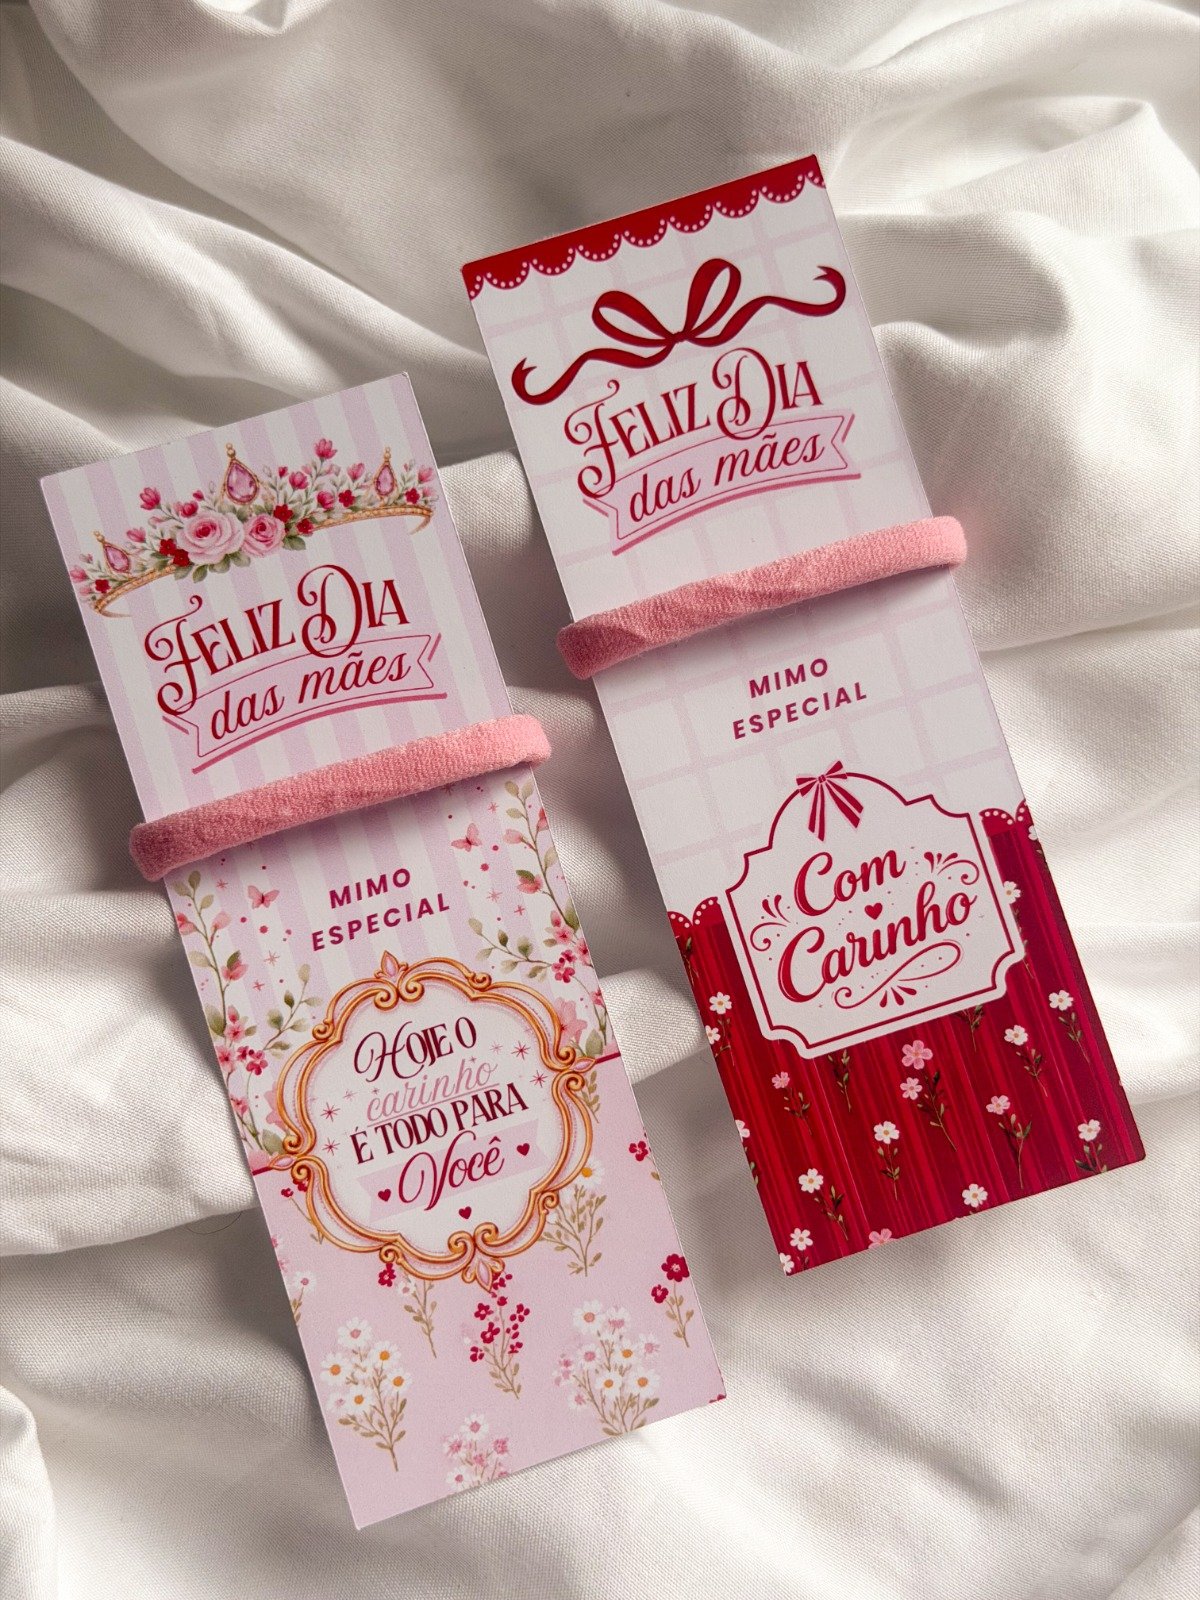 FELIZ DIA
das mães
MIMO
ESPECIAL
HOJE O
carinho
É TODO PARA
Você
FELIZ DIA
das mães
MIMO
ESPECIAL
Com
Carinho